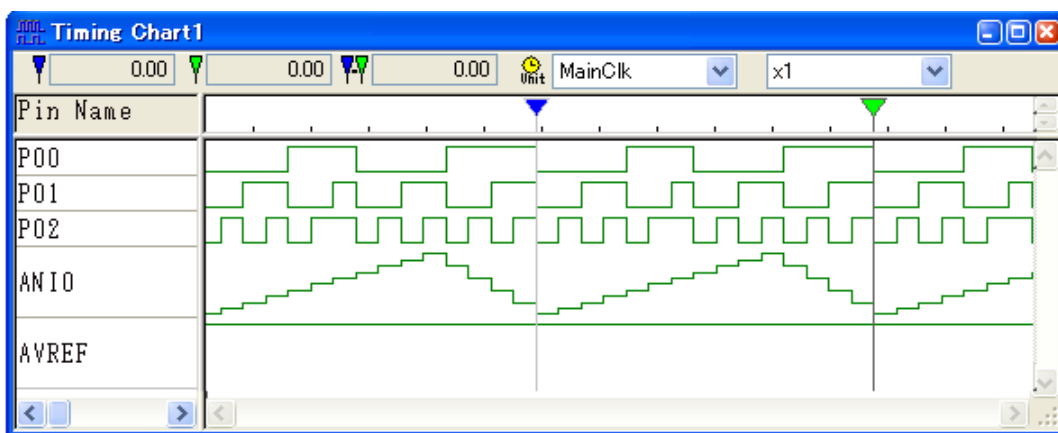 Timing Chart1
0.00 0.00 0.00 Unit MainClk x1
Pin Name
P00
P01
P02
ANI0
AVREF